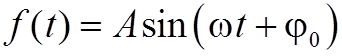 f(t) = A sin(ωt + φ₀)